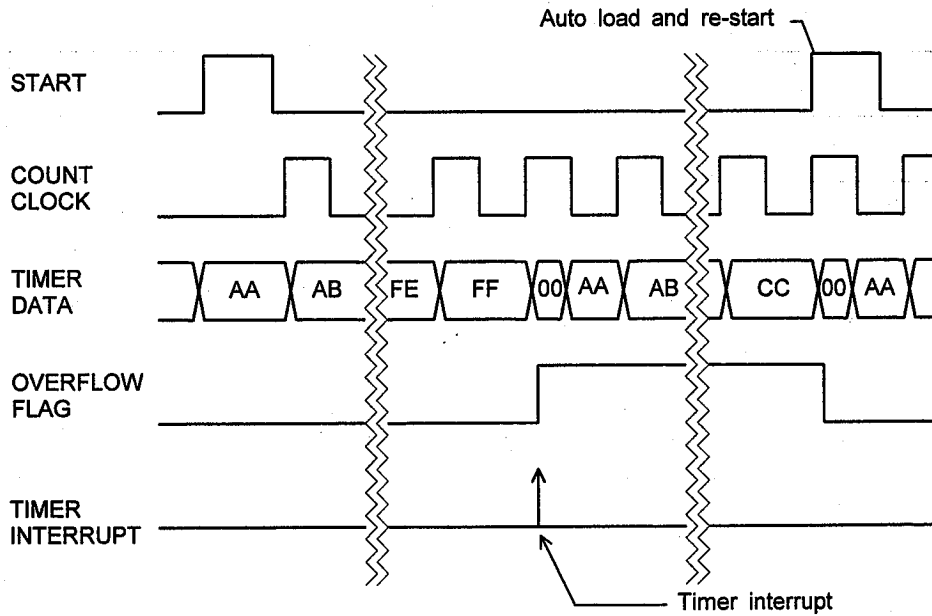 Auto load and re-start
START
COUNT
CLOCK
TIMER
DATA
AA
AB
FE
FF
00
AA
AB
CC
00
AA
OVERFLOW
FLAG
TIMER
INTERRUPT
Timer interrupt